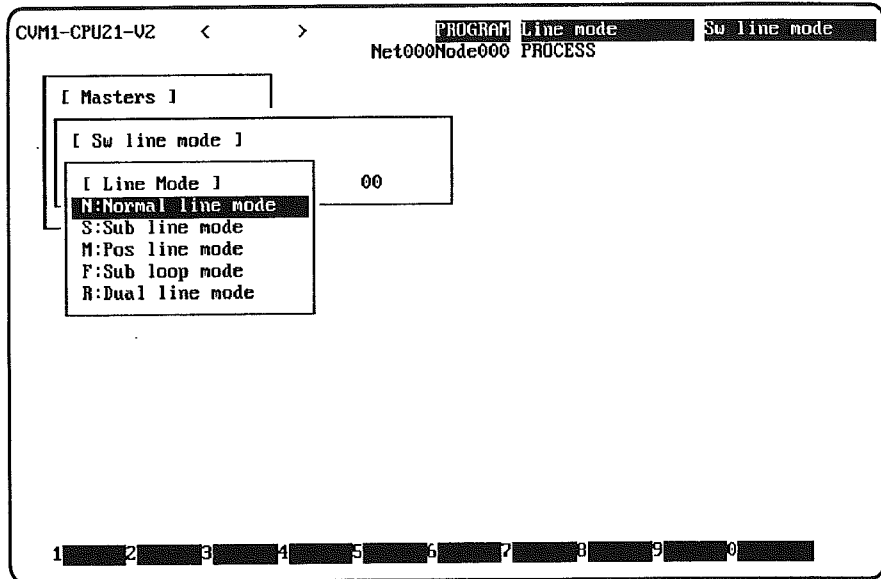 CVM1-CPU21-V2 < > PROGRAM Line mode Sw line mode
Net000Node000 PROCESS
[ Masters ]
[ Sw line mode ]
[ Line Mode ] 00
N:Normal line mode
S:Sub line mode
M:Pos line mode
F:Sub loop mode
R:Dual line mode
1 2 3 4 5 6 7 8 9 0